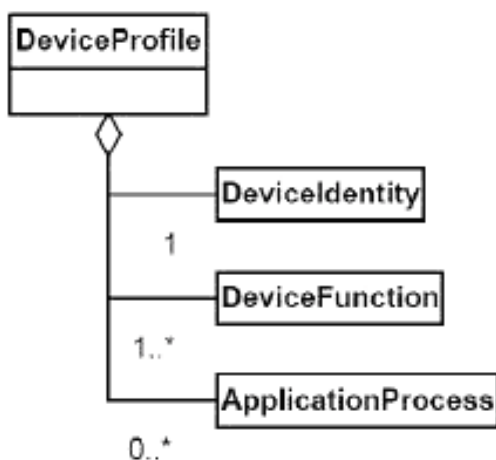 DeviceProfile
DeviceIdentity
1
DeviceFunction
1..*
ApplicationProcess
0..*